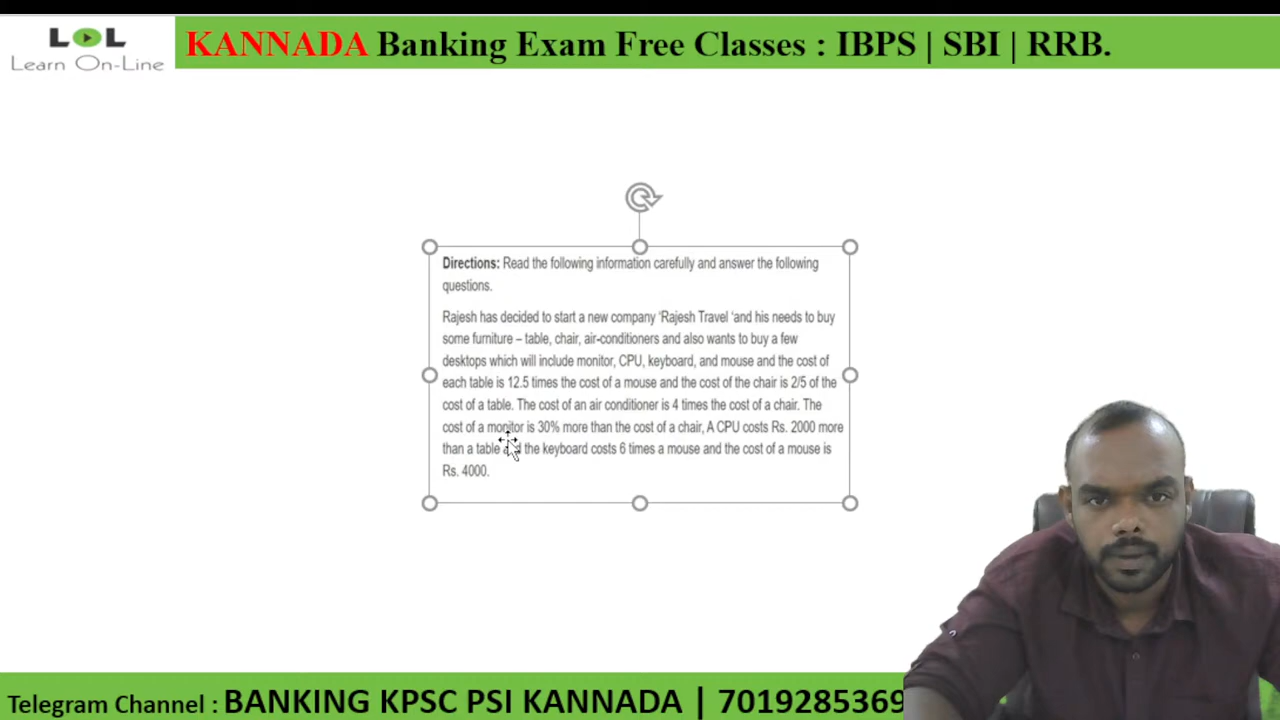 LOL
Learn On-Line
KANNADA Banking Exam Free Classes : IBPS | SBI | RRB.
Directions: Read the following information carefully and answer the following
questions.
Rajesh has decided to start a new company 'Rajesh Travel 'and his needs to buy
some furniture – table, chair, air-conditioners and also wants to buy a few
desktops which will include monitor, CPU, keyboard, and mouse and the cost of
each table is 12.5 times the cost of a mouse and the cost of the chair is 2/5 of the
cost of a table. The cost of an air conditioner is 4 times the cost of a chair. The
cost of a monitor is 30% more than the cost of a chair, A CPU costs Rs. 2000 more
than a table and the keyboard costs 6 times a mouse and the cost of a mouse is
Rs. 4000.
Telegram Channel : BANKING KPSC PSI KANNADA | 7019285369